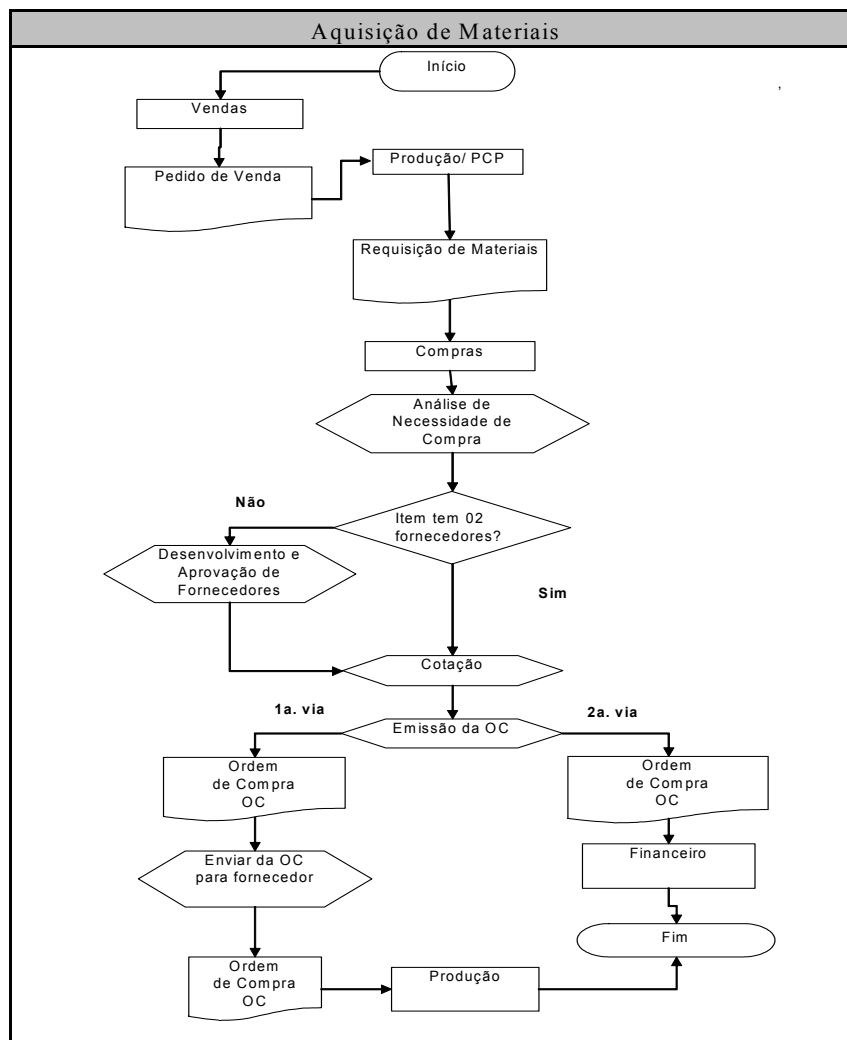 Aquisição de Materiais
Início
,
Vendas
Pedido de Venda
Produção/ PCP
Requisição de Materiais
Compras
Análise de
Necessidade de
Compra
Não
Item tem 02
fornecedores?
Desenvolvimento e
Aprovação de
Fornecedores
Sim
Cotação
1a. via
2a. via
Emissão da OC
Ordem
de Compra
OC
Ordem
de Compra
OC
Enviar da OC
para fornecedor
Financeiro
Fim
Ordem
de Compra
OC
Produção